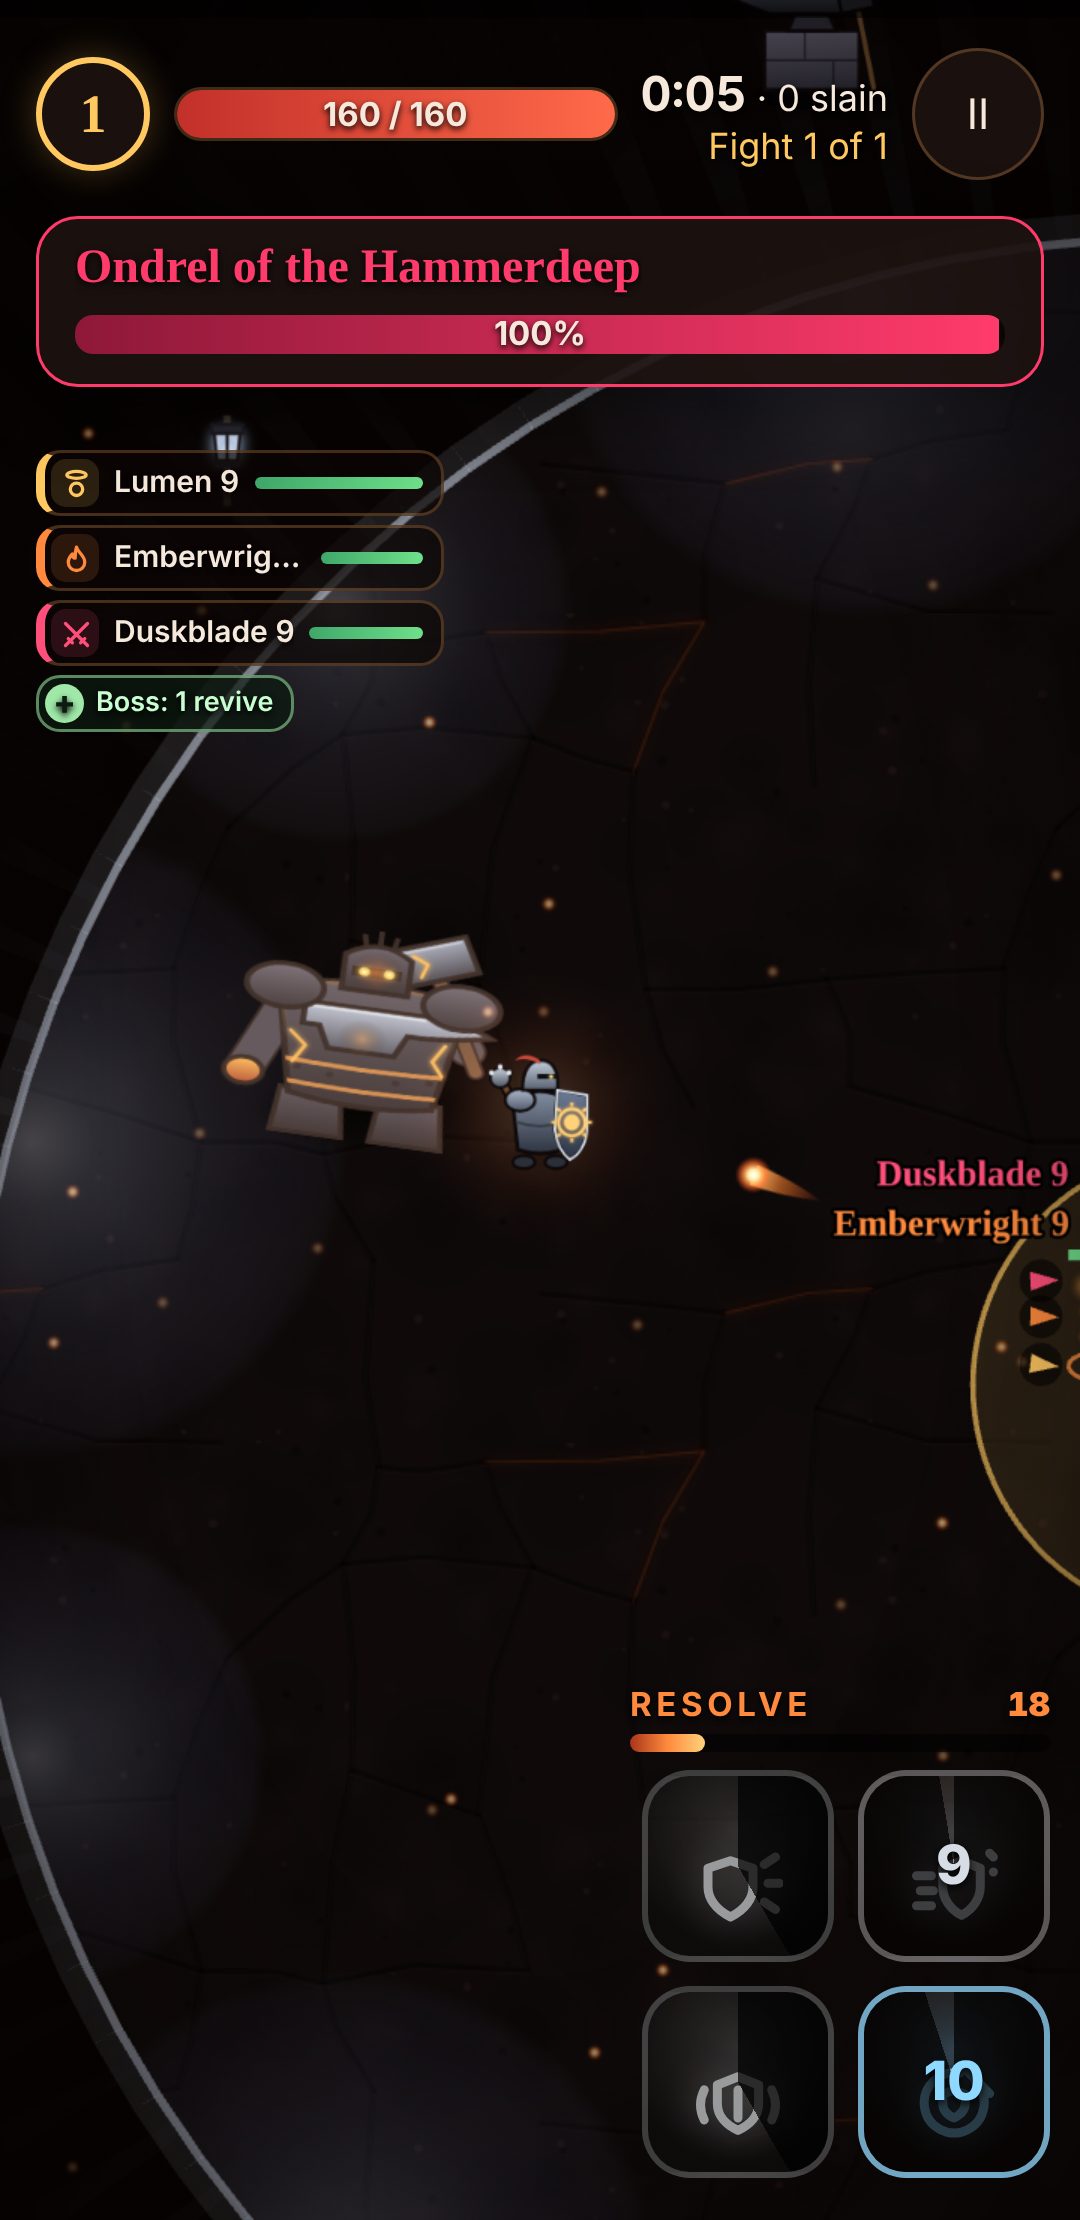 1
160 / 160
0:05 · 0 slain
Fight 1 of 1
Ondrel of the Hammerdeep
100%
Lumen 9
Emberwrig...
Duskblade 9
Boss: 1 revive
Duskblade 9
Emberwright 9
RESOLVE 18
9
10